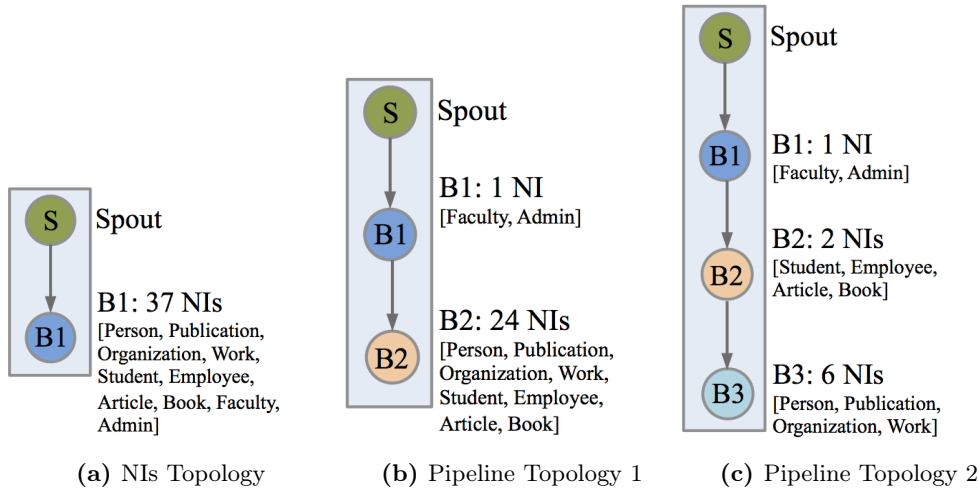 S
Spout
B1
B1: 37 NIs
[Person, Publication,
Organization, Work,
Student, Employee,
Article, Book, Faculty,
Admin]
(a) NIs Topology
S
Spout
B1: 1 NI
[Faculty, Admin]
B1
B2: 24 NIs
[Person, Publication,
Organization, Work,
Student, Employee,
Article, Book]
B2
(b) Pipeline Topology 1
S
Spout
B1: 1 NI
[Faculty, Admin]
B1
B2: 2 NIs
[Student, Employee,
Article, Book]
B2
B3: 6 NIs
[Person, Publication,
Organization, Work]
B3
(c) Pipeline Topology 2